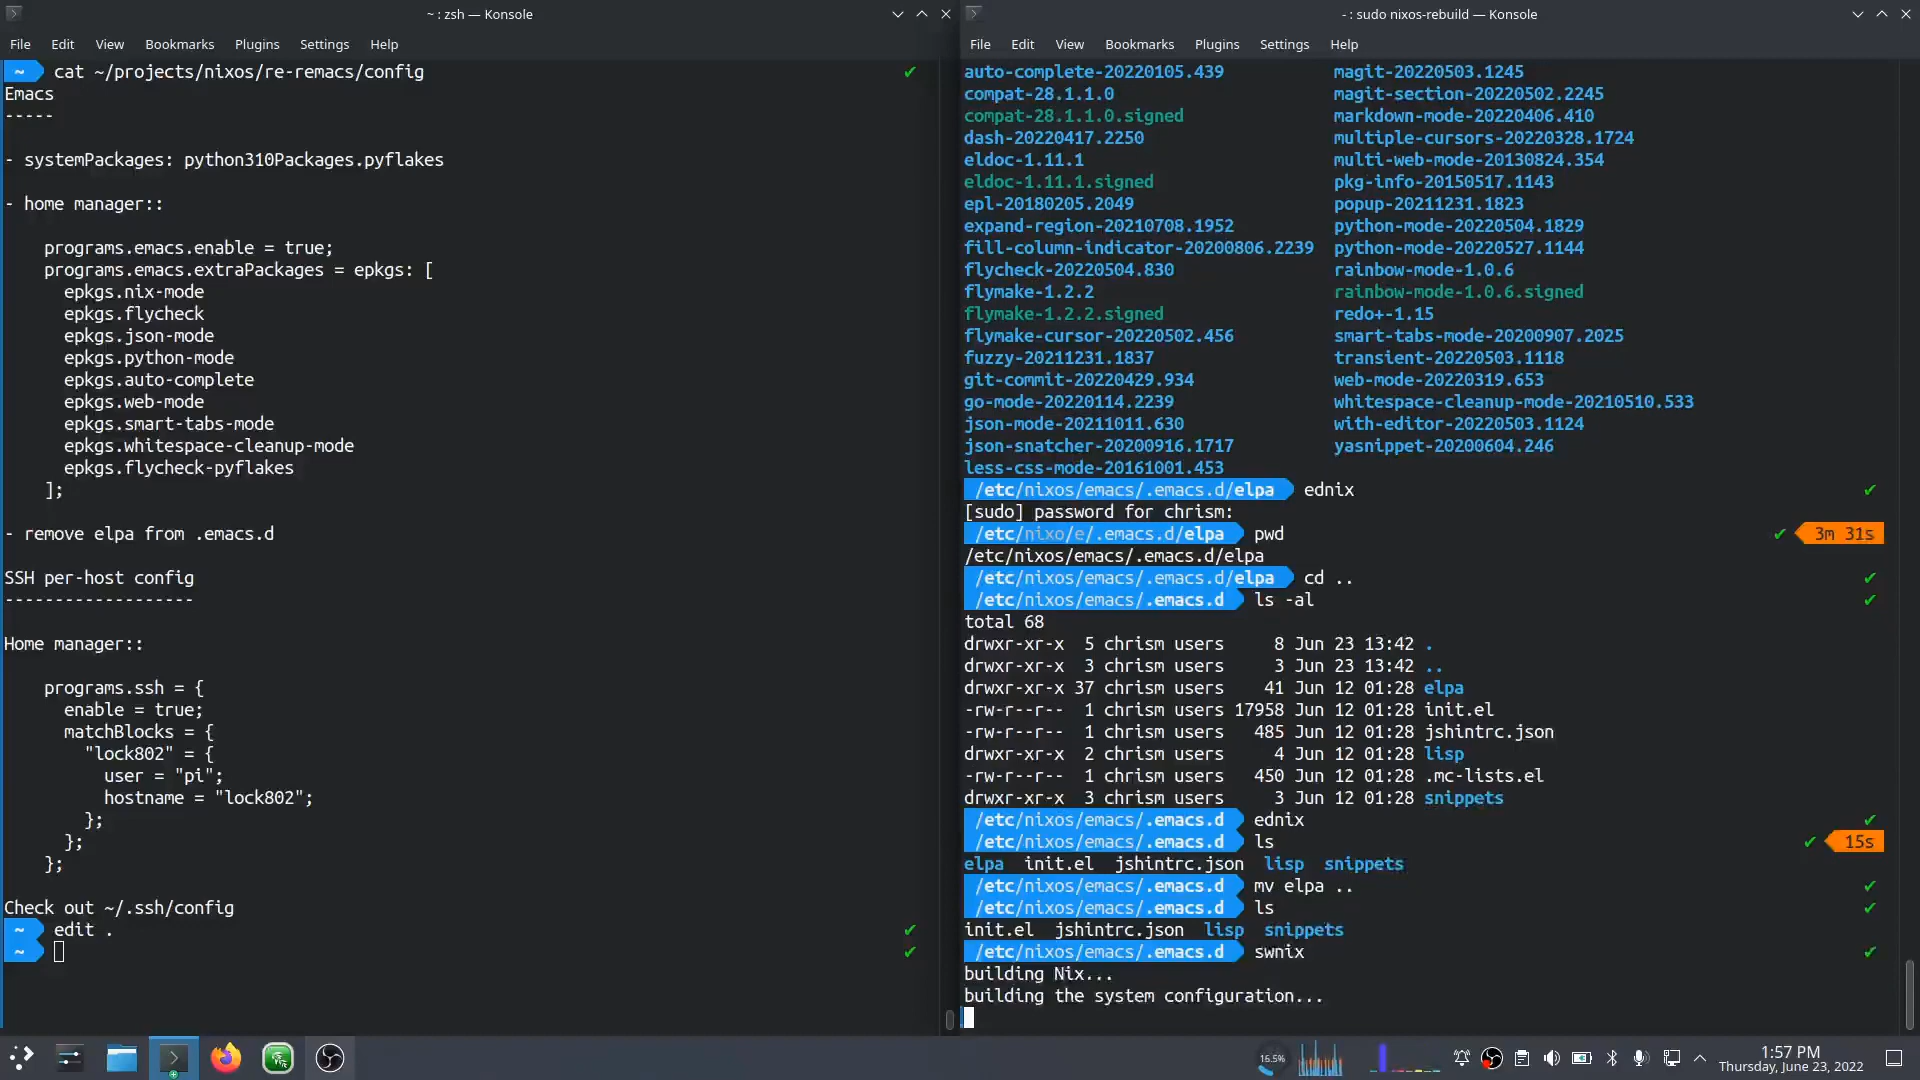 ~ : zsh — Konsole
File Edit View Bookmarks Plugins Settings Help
~ cat ~/projects/nixos/re-remacs/config ✔
Emacs
-----
- systemPackages: python310Packages.pyflakes
- home manager::
programs.emacs.enable = true;
programs.emacs.extraPackages = epkgs: [
epkgs.nix-mode
epkgs.flycheck
epkgs.json-mode
epkgs.python-mode
epkgs.auto-complete
epkgs.web-mode
epkgs.smart-tabs-mode
epkgs.whitespace-cleanup-mode
epkgs.flycheck-pyflakes
];
- remove elpa from .emacs.d
SSH per-host config
-------------------
Home manager::
programs.ssh = {
enable = true;
matchBlocks = {
"lock802" = {
user = "pi";
hostname = "lock802";
};
};
};
Check out ~/.ssh/config
~ edit . ✔
~ ✔
- : sudo nixos-rebuild — Konsole
File Edit View Bookmarks Plugins Settings Help
auto-complete-20220105.439 magit-20220503.1245
compat-28.1.1.0 magit-section-20220502.2245
compat-28.1.1.0.signed markdown-mode-20220406.410
dash-20220417.2250 multiple-cursors-20220328.1724
eldoc-1.11.1 multi-web-mode-20130824.354
eldoc-1.11.1.signed pkg-info-20150517.1143
epl-20180205.2049 popup-20211231.1823
expand-region-20210708.1952 python-mode-20220504.1829
fill-column-indicator-20200806.2239 python-mode-20220527.1144
flycheck-20220504.830 rainbow-mode-1.0.6
flymake-1.2.2 rainbow-mode-1.0.6.signed
flymake-1.2.2.signed redo+-1.15
flymake-cursor-20220502.456 smart-tabs-mode-20200907.2025
fuzzy-20211231.1837 transient-20220503.1118
git-commit-20220429.934 web-mode-20220319.653
go-mode-20220114.2239 whitespace-cleanup-mode-20210510.533
json-mode-20211011.630 with-editor-20220503.1124
json-snatcher-20200916.1717 yasnippet-20200604.246
less-css-mode-20161001.453
/etc/nixos/emacs/.emacs.d/elpa ednix ✔
[sudo] password for chrism:
/etc/nixo/e/.emacs.d/elpa pwd ✔ 3m 31s
/etc/nixos/emacs/.emacs.d/elpa
/etc/nixos/emacs/.emacs.d/elpa cd .. ✔
/etc/nixos/emacs/.emacs.d ls -al ✔
total 68
drwxr-xr-x 5 chrism users 8 Jun 23 13:42 .
drwxr-xr-x 3 chrism users 3 Jun 23 13:42 ..
drwxr-xr-x 37 chrism users 41 Jun 12 01:28 elpa
-rw-r--r-- 1 chrism users 17958 Jun 12 01:28 init.el
-rw-r--r-- 1 chrism users 485 Jun 12 01:28 jshintrc.json
drwxr-xr-x 2 chrism users 4 Jun 12 01:28 lisp
-rw-r--r-- 1 chrism users 450 Jun 12 01:28 .mc-lists.el
drwxr-xr-x 3 chrism users 3 Jun 12 01:28 snippets
/etc/nixos/emacs/.emacs.d ednix ✔
/etc/nixos/emacs/.emacs.d ls ✔ 15s
elpa init.el jshintrc.json lisp snippets
/etc/nixos/emacs/.emacs.d mv elpa .. ✔
/etc/nixos/emacs/.emacs.d ls ✔
init.el jshintrc.json lisp snippets
/etc/nixos/emacs/.emacs.d swnix ✔
building Nix...
building the system configuration...
16.5%
1:57 PM
Thursday, June 23, 2022